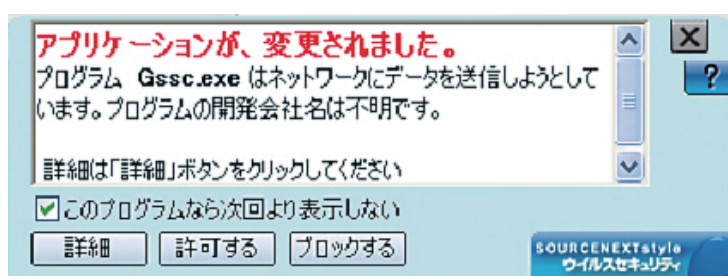 アプリケーションが、変更されました。
プログラム Gssc.exe はネットワークにデータを送信しようとして
います。プログラムの開発会社名は不明です。
詳細は「詳細」ボタンをクリックしてください
このプログラムなら次回より表示しない
詳細 許可する ブロックする
SOURCENEXTstyle
ウイルスセキュリティ